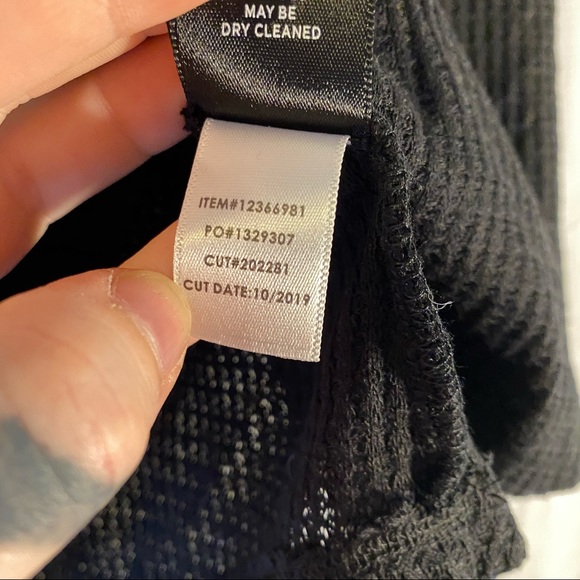 MAY BE
DRY CLEANED
ITEM#12366981
PO#1329307
CUT#202281
CUT DATE:10/2019